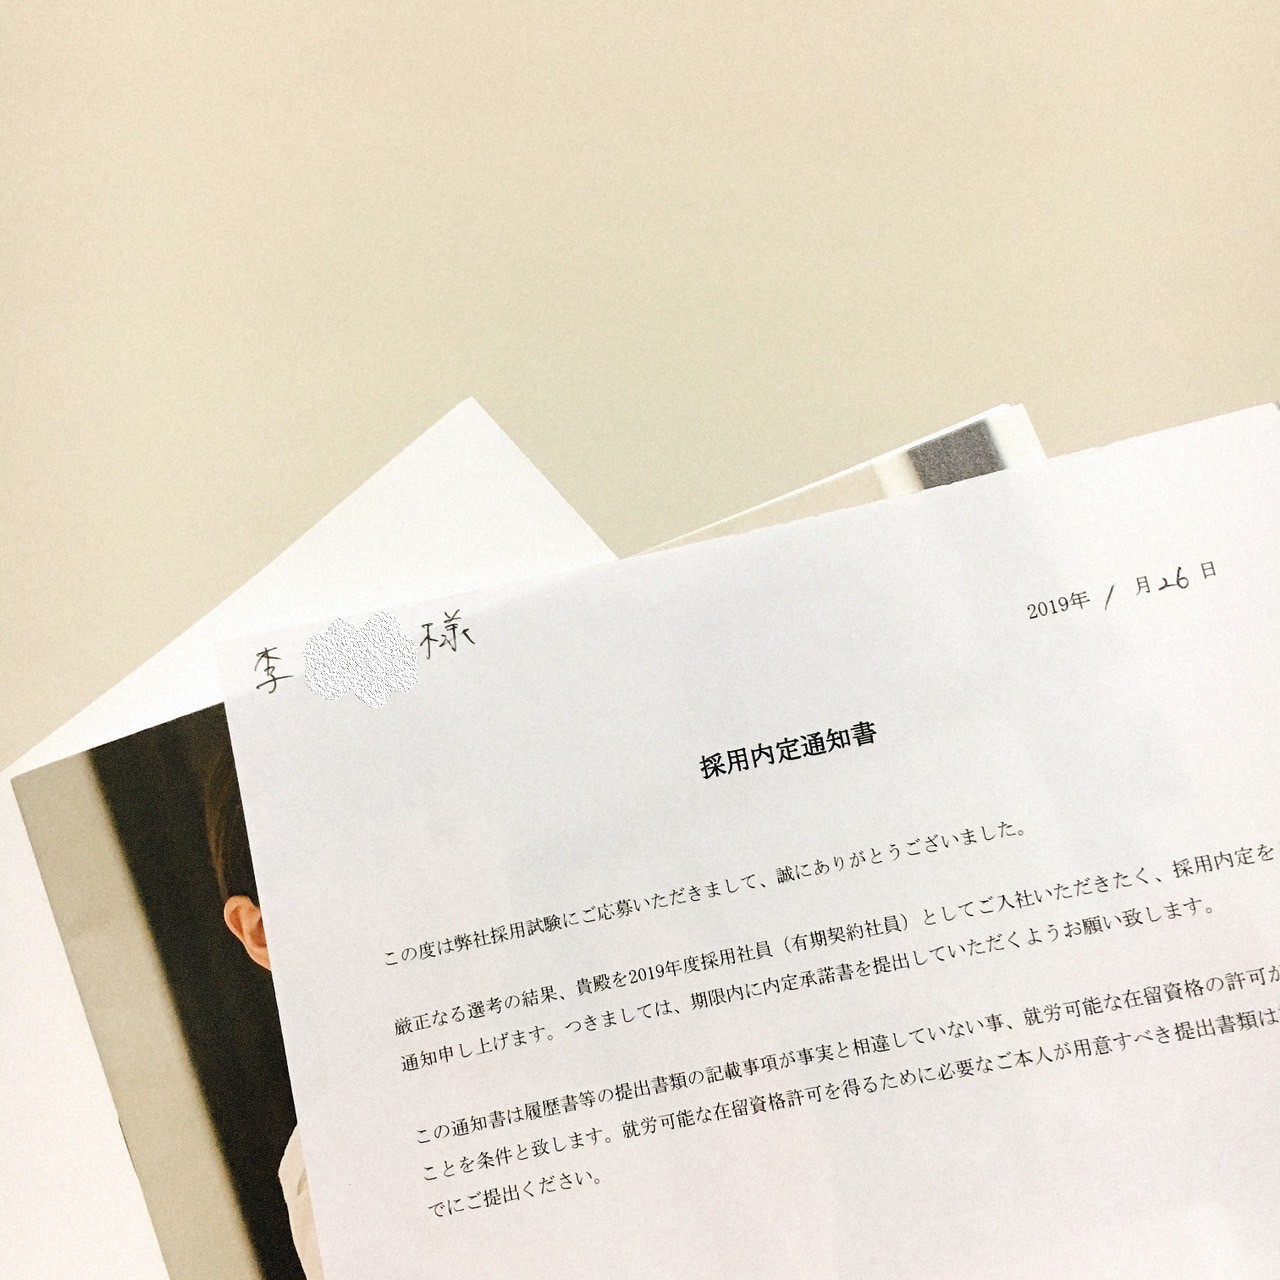 李 様
2019年 1 月 26 日
採用内定通知書
この度は弊社採用試験にご応募いただきまして、誠にありがとうございました。
厳正なる選考の結果、貴殿を2019年度採用社員（有期契約社員）としてご入社いただきたく、採用内定を
通知申し上げます。つきましては、期限内に内定承諾書を提出していただくようお願い致します。
この通知書は履歴書等の提出書類の記載事項が事実と相違していない事、就労可能な在留資格の許可が
ことを条件と致します。就労可能な在留資格許可を得るために必要なご本人が用意すべき提出書類は
でにご提出ください。